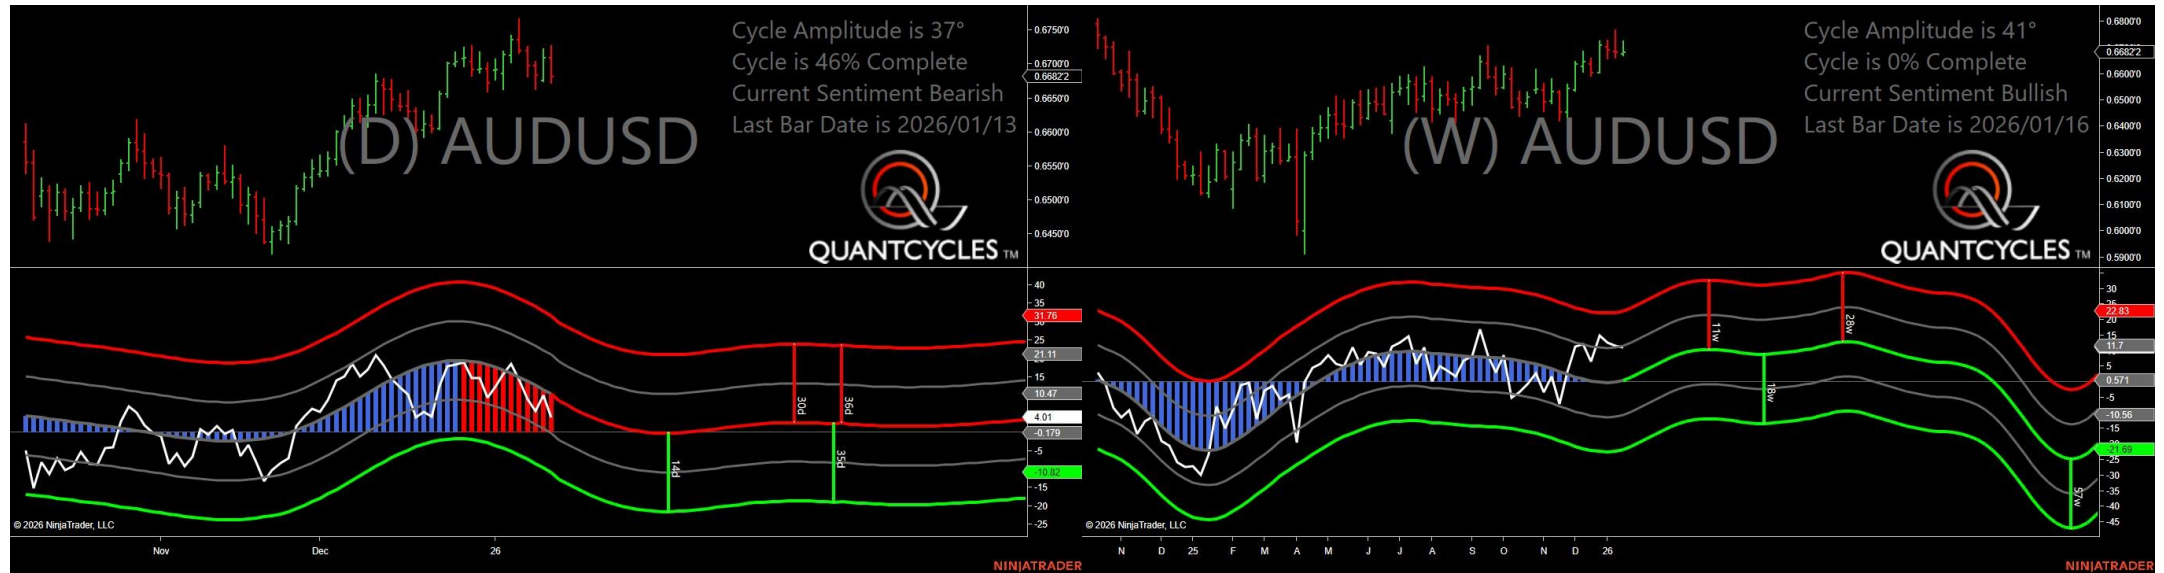 Cycle Amplitude is 37°
Cycle is 46% Complete
Current Sentiment Bearish
Last Bar Date is 2026/01/13
(D) AUDUSD
QUANTCYCLES TM
0.6750'0
0.6700'0
0.6682'2
0.6650'0
0.6600'0
0.6550'0
0.6500'0
0.6450'0
40
35
31.76
30
25
21.11
15
10.47
4.01
-0.179
-5
-10.82
-15
-20
-25
14d
30d
35d
36d
© 2026 NinjaTrader, LLC
Nov
Dec
26
NINJATRADER
Cycle Amplitude is 41°
Cycle is 0% Complete
Current Sentiment Bullish
Last Bar Date is 2026/01/16
(W) AUDUSD
QUANTCYCLES TM
0.6800'0
0.6682'2
0.6600'0
0.6500'0
0.6400'0
0.6300'0
0.6200'0
0.6100'0
0.6000'0
0.5900'0
30
22.83
20
15
11.7
5
0.571
-5
-10.56
-15
-21.69
-25
-30
-35
-40
-45
11w
18w
28w
57w
© 2026 NinjaTrader, LLC
N
D
25
F
M
A
M
J
J
A
S
O
N
D
26
NINJATRADER